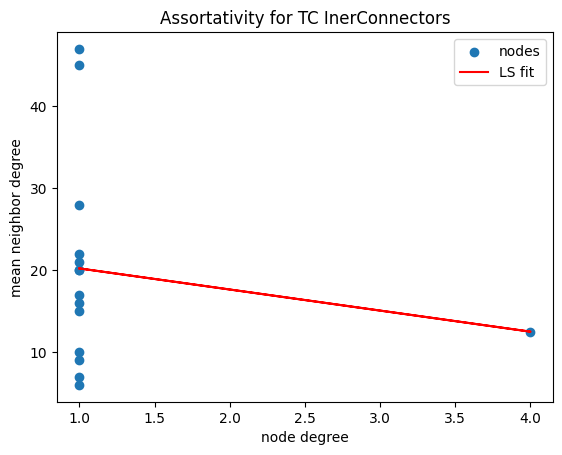 Assortativity for TC InerConnectors
nodes
LS fit
mean neighbor degree
40
30
20
10
1.0 1.5 2.0 2.5 3.0 3.5 4.0
node degree